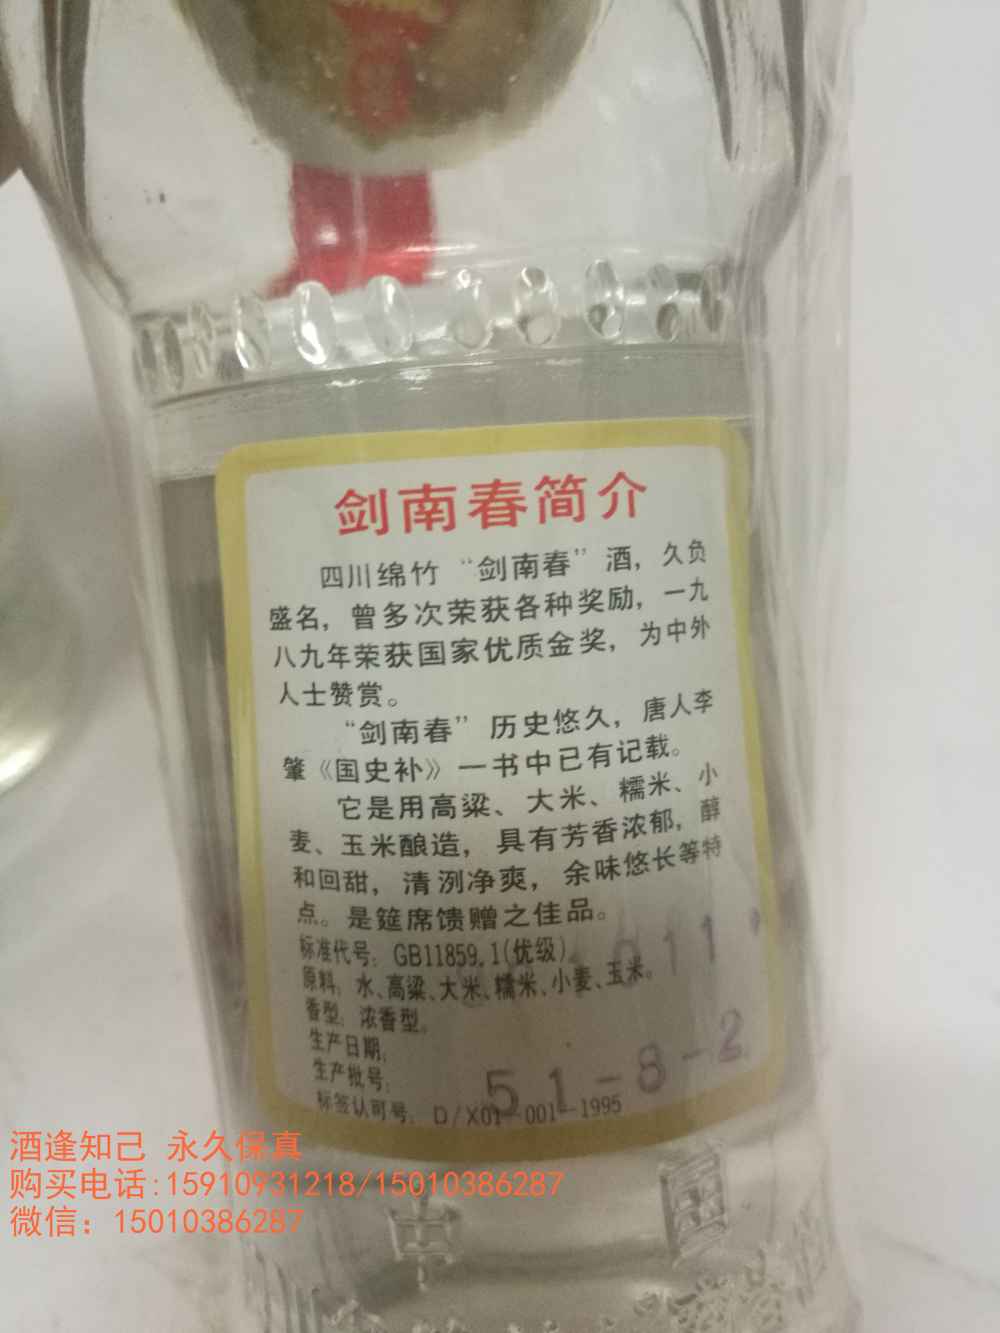 剑南春简介
四川绵竹“剑南春”酒，久负
盛名，曾多次荣获各种奖励，一九
八九年荣获国家优质金奖，为中外
人士赞赏。
“剑南春”历史悠久，唐人李
肇《国史补》一书中已有记载。
它是用高粱、大米、糯米、小
麦、玉米酿造，具有芳香浓郁，醇
和回甜，清洌净爽，余味悠长等特
点。是筵席馈赠之佳品。
标准代号：GB11859.1(优级)
原料：水、高粱、大米、糯米、小麦、玉米。
香型：浓香型。
生产日期：
生产批号：
51-8-2
标签认可号：D/X01-001-1995
中国
酒逢知己 永久保真
购买电话:15910931218/15010386287
微信：15010386287